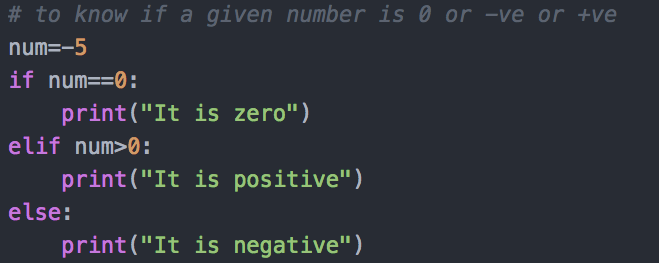 # to know if a given number is 0 or -ve or +ve
num=-5
if num==0:
    print("It is zero")
elif num>0:
    print("It is positive")
else:
    print("It is negative")